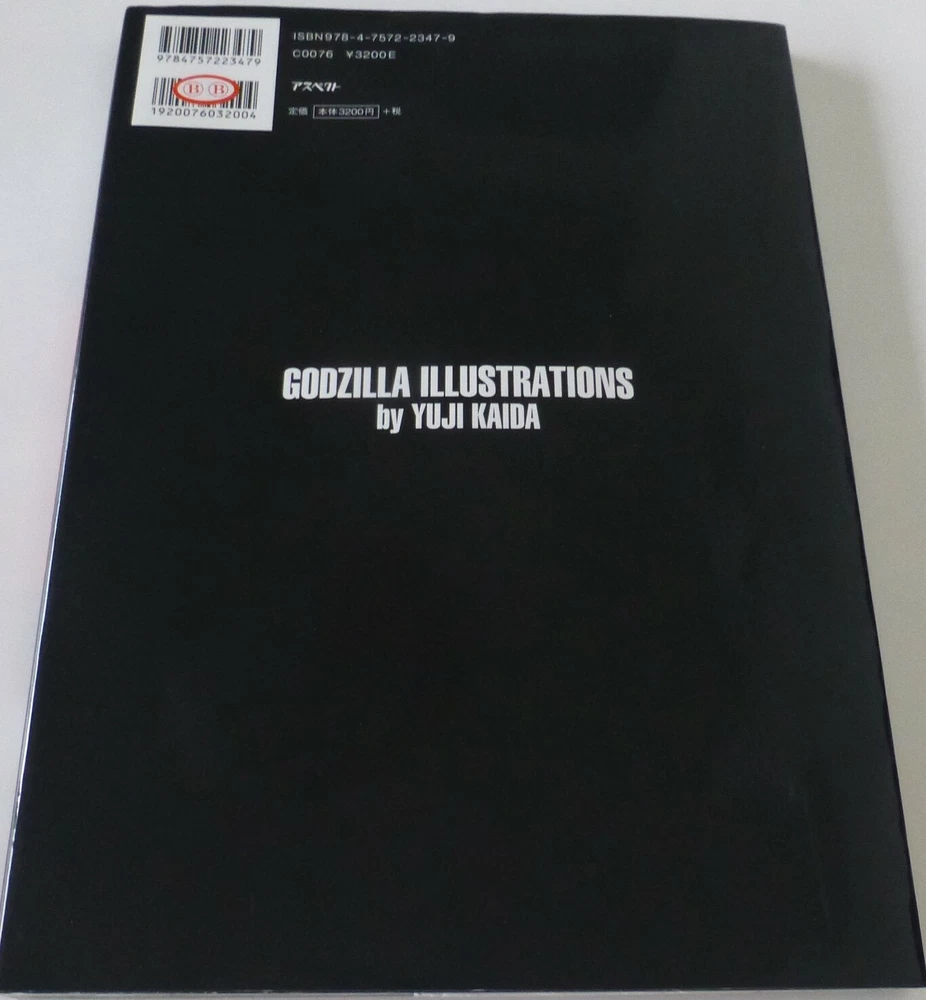 9784757223479
B B
1920076032004
ISBN978-4-7572-2347-9
C0076 ¥3200E
アスペクト
定価 本体3200円 +税
GODZILLA ILLUSTRATIONS
by YUJI KAIDA